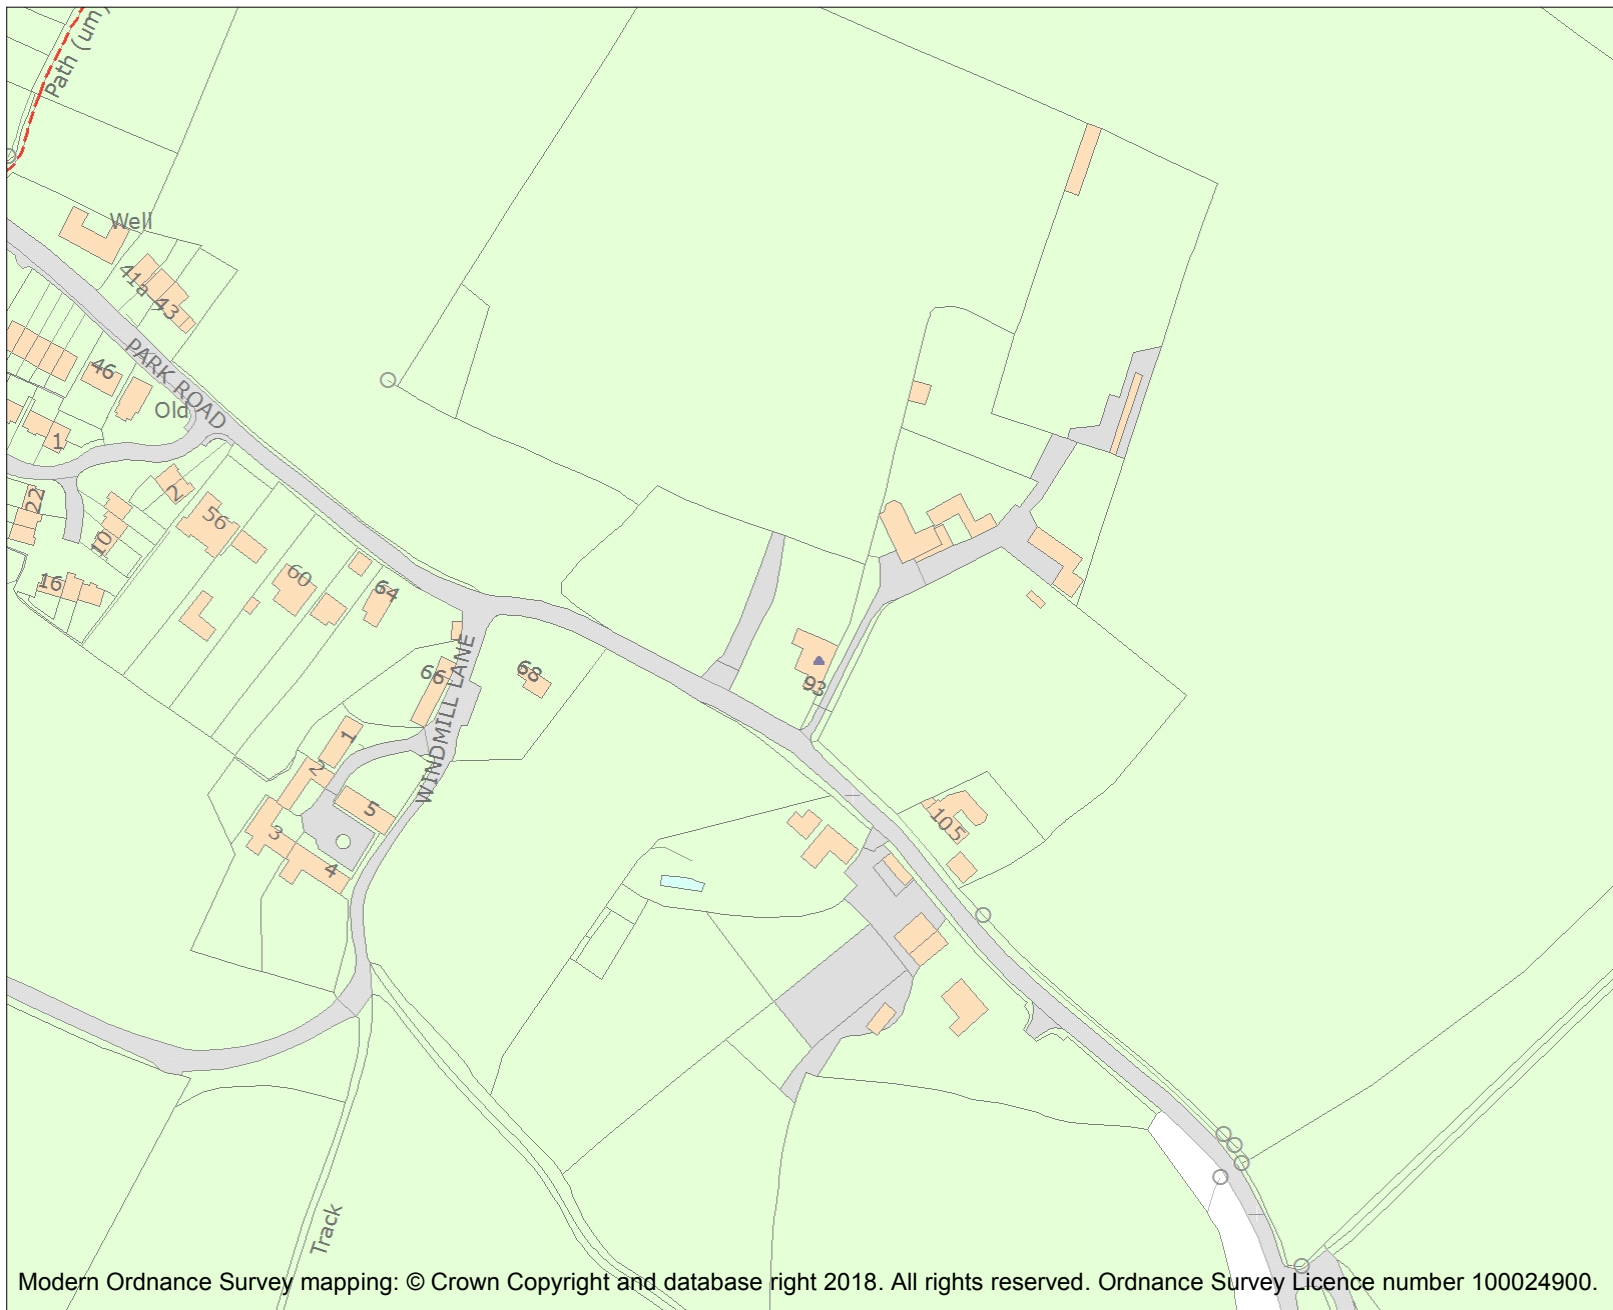 Path (um)
Well
41a
43
PARK ROAD
46
Old
1
2
22
56
10
16
60
64
66
68
WINDMILL LANE
93
1
2
5
3
4
105
Track
Modern Ordnance Survey mapping: © Crown Copyright and database right 2018. All rights reserved. Ordnance Survey Licence number 100024900.